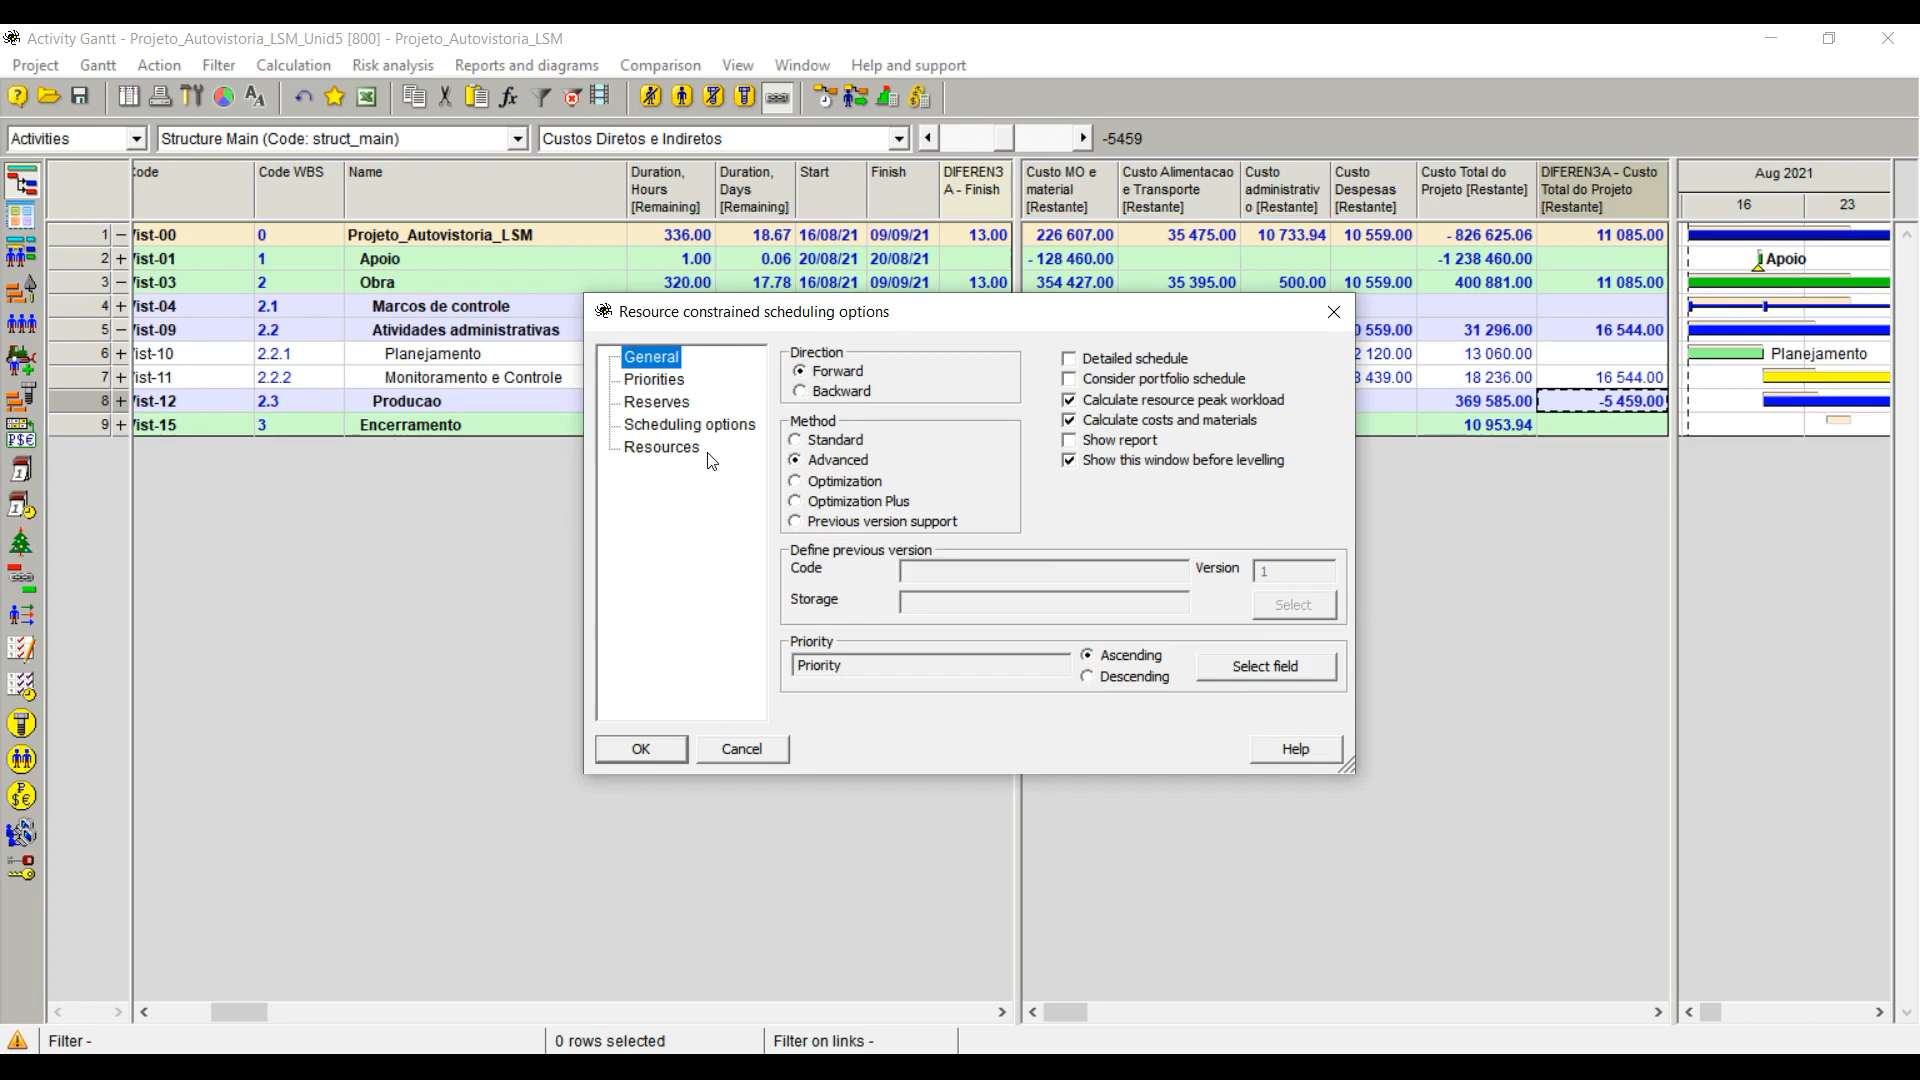 Activity Gantt - Projeto_Autovistoria_LSM_Unid5 [800] - Projeto_Autovistoria_LSM
Project Gantt Action Filter Calculation Risk analysis Reports and diagrams Comparison View Window Help and support
Activities Structure Main (Code: struct_main) Custos Diretos e Indiretos -5459
Code Code WBS Name Duration, Hours [Remaining] Duration, Days [Remaining] Start Finish DIFEREN3 A - Finish Custo MO e material [Restante] Custo Alimentacao e Transporte [Restante] Custo administrativ o [Restante] Custo Despesas [Restante] Custo Total do Projeto [Restante] DIFEREN3A - Custo Total do Projeto [Restante] Aug 2021
16 23
1 Vist-00 0 Projeto_Autovistoria_LSM 336.00 18.67 16/08/21 09/09/21 13.00 226 607.00 35 475.00 10 733.94 10 559.00 - 826 625.06 11 085.00
2 Vist-01 1 Apoio 1.00 0.06 20/08/21 20/08/21 - 128 460.00 -1 238 460.00 Apoio
3 Vist-03 2 Obra 320.00 17.78 16/08/21 09/09/21 13.00 354 427.00 35 395.00 500.00 10 559.00 400 881.00 11 085.00
4 Vist-04 2.1 Marcos de controle
5 Vist-09 2.2 Atividades administrativas 0 559.00 31 296.00 16 544.00
6 Vist-10 2.2.1 Planejamento 2 120.00 13 060.00 Planejamento
7 Vist-11 2.2.2 Monitoramento e Controle 3 439.00 18 236.00 16 544.00
8 Vist-12 2.3 Producao 369 585.00 -5 459.00
9 Vist-15 3 Encerramento 10 953.94
Resource constrained scheduling options
General
Priorities
Reserves
Scheduling options
Resources
Direction
Forward
Backward
Method
Standard
Advanced
Optimization
Optimization Plus
Previous version support
Detailed schedule
Consider portfolio schedule
Calculate resource peak workload
Calculate costs and materials
Show report
Show this window before levelling
Define previous version
Code Version 1
Storage Select
Priority
Priority Ascending Select field
Descending
OK Cancel Help
Filter - 0 rows selected Filter on links -